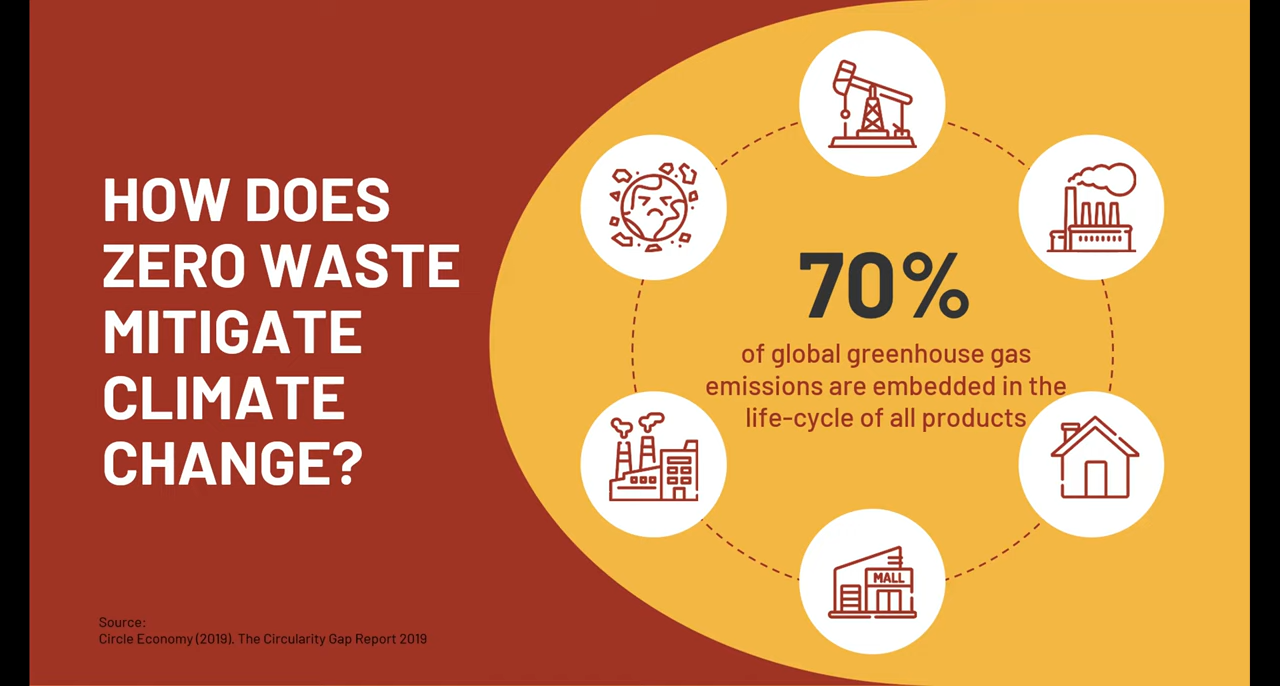 HOW DOES
ZERO WASTE
MITIGATE
CLIMATE
CHANGE?
Source:
Circle Economy (2019). The Circularity Gap Report 2019
70%
of global greenhouse gas
emissions are embedded in the
life-cycle of all products
MALL